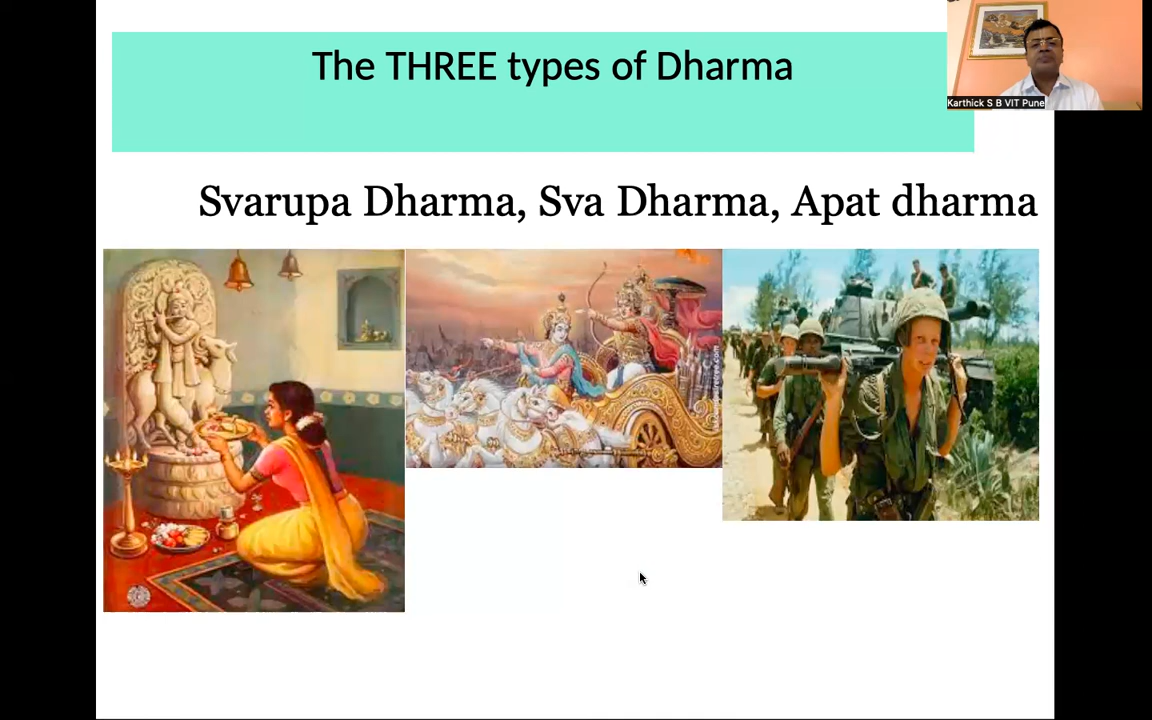 The THREE types of Dharma
Karthick S B VIT Pune
Svarupa Dharma, Sva Dharma, Apat dharma